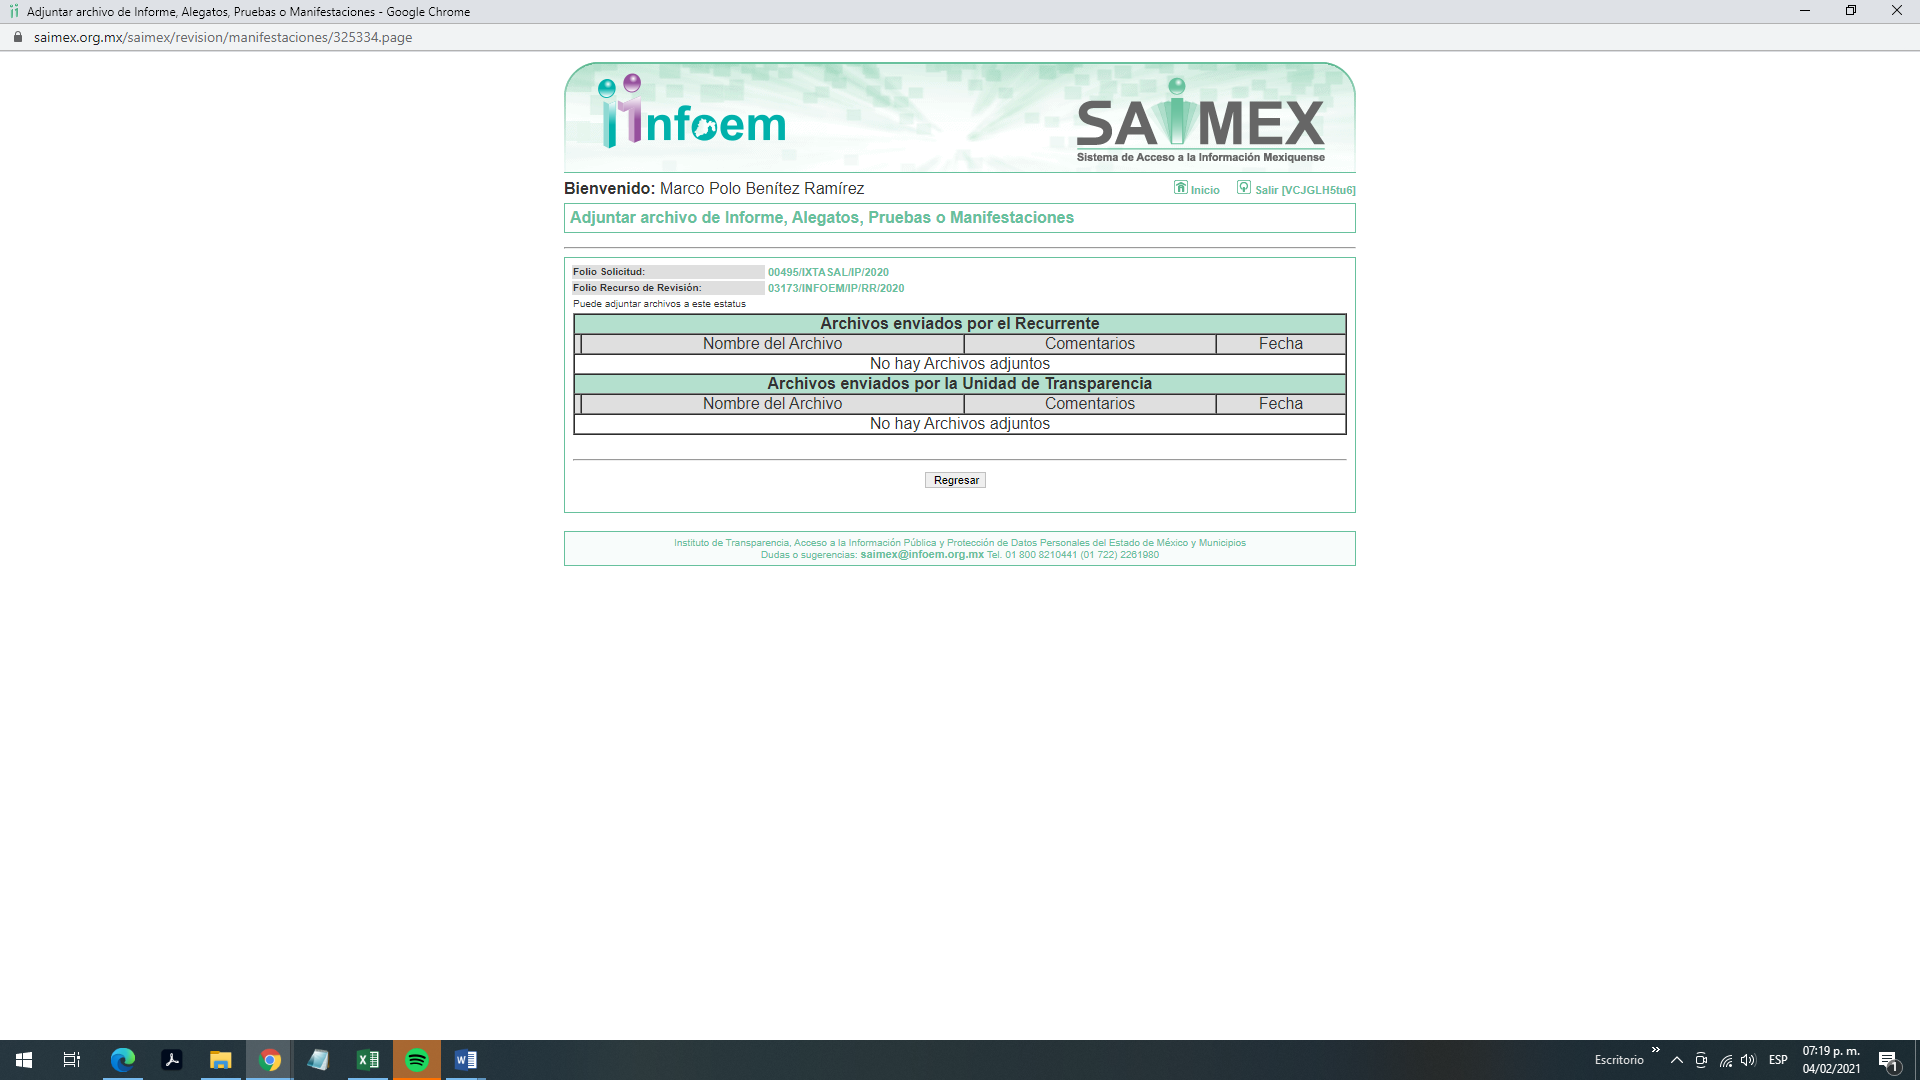 Adjuntar archivo de Informe, Alegatos, Pruebas o Manifestaciones - Google Chrome
saimex.org.mx/saimex/revision/manifestaciones/325334.page
infoem
SAIMEX
Sistema de Acceso a la Información Mexiquense
Bienvenido: Marco Polo Benítez Ramírez
Inicio
Salir [VCJGLH5tu6]
Adjuntar archivo de Informe, Alegatos, Pruebas o Manifestaciones
Folio Solicitud: 00495/IXTASAL/IP/2020
Folio Recurso de Revisión: 03173/INFOEM/IP/RR/2020
Puede adjuntar archivos a este estatus
Archivos enviados por el Recurrente
Nombre del Archivo Comentarios Fecha
No hay Archivos adjuntos
Archivos enviados por la Unidad de Transparencia
Nombre del Archivo Comentarios Fecha
No hay Archivos adjuntos
Regresar
Instituto de Transparencia, Acceso a la Información Pública y Protección de Datos Personales del Estado de México y Municipios
Dudas o sugerencias: saimex@infoem.org.mx Tel. 01 800 8210441 (01 722) 2261980
Escritorio
ESP
07:19 p. m.
04/02/2021
1